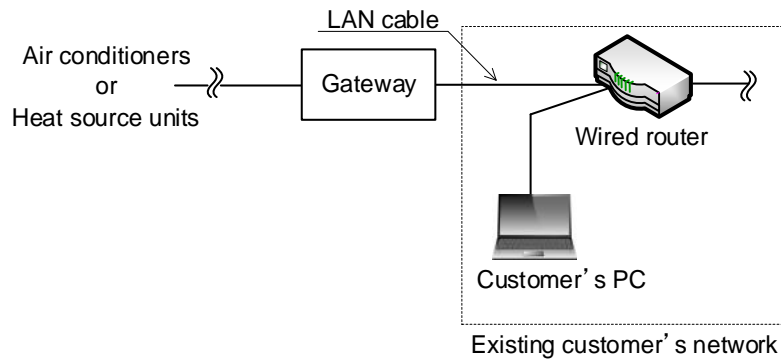 LAN cable
Air conditioners
or
Heat source units
Gateway
Wired router
Customer’s PC
Existing customer’s network